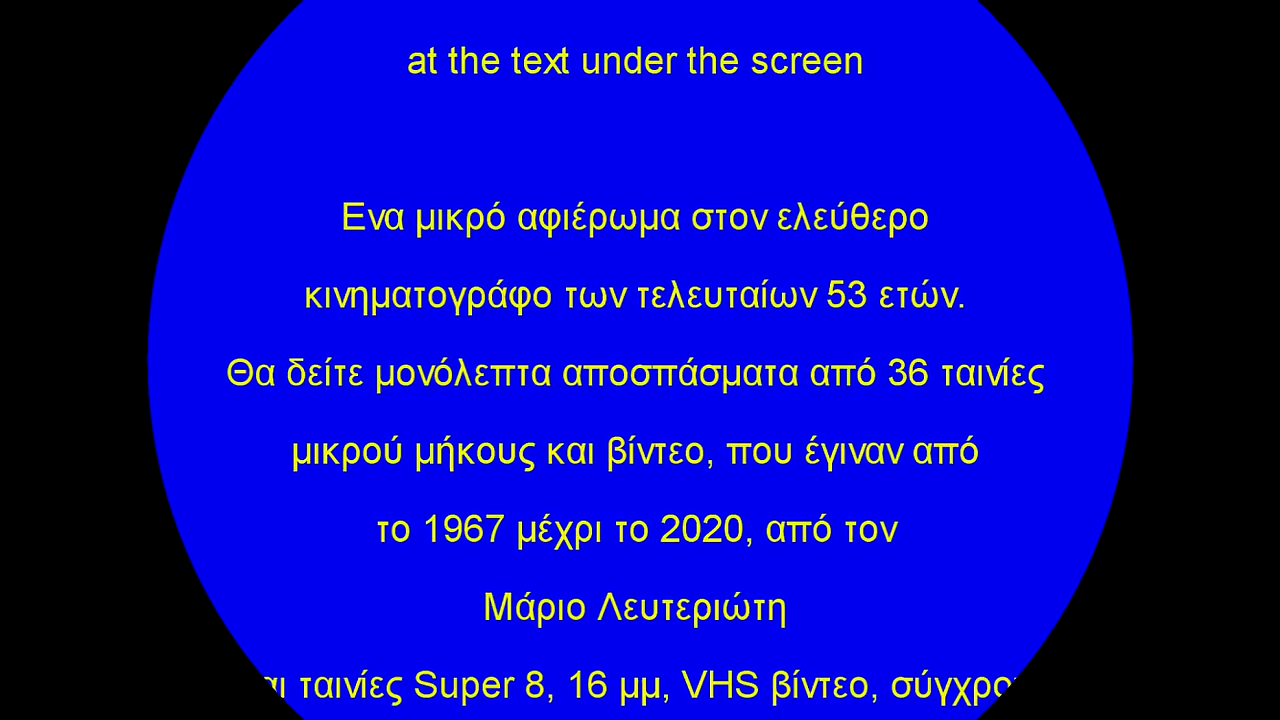 at the text under the screen
Ενα μικρό αφιέρωμα στον ελεύθερο
κινηματογράφο των τελευταίων 53 ετών.
Θα δείτε μονόλεπτα αποσπάσματα από 36 ταινίες
μικρού μήκους και βίντεο, που έγιναν από
το 1967 μέχρι το 2020, από τον
Μάριο Λευτεριώτη
ταινίες Super 8, 16 μμ, VHS βίντεο,